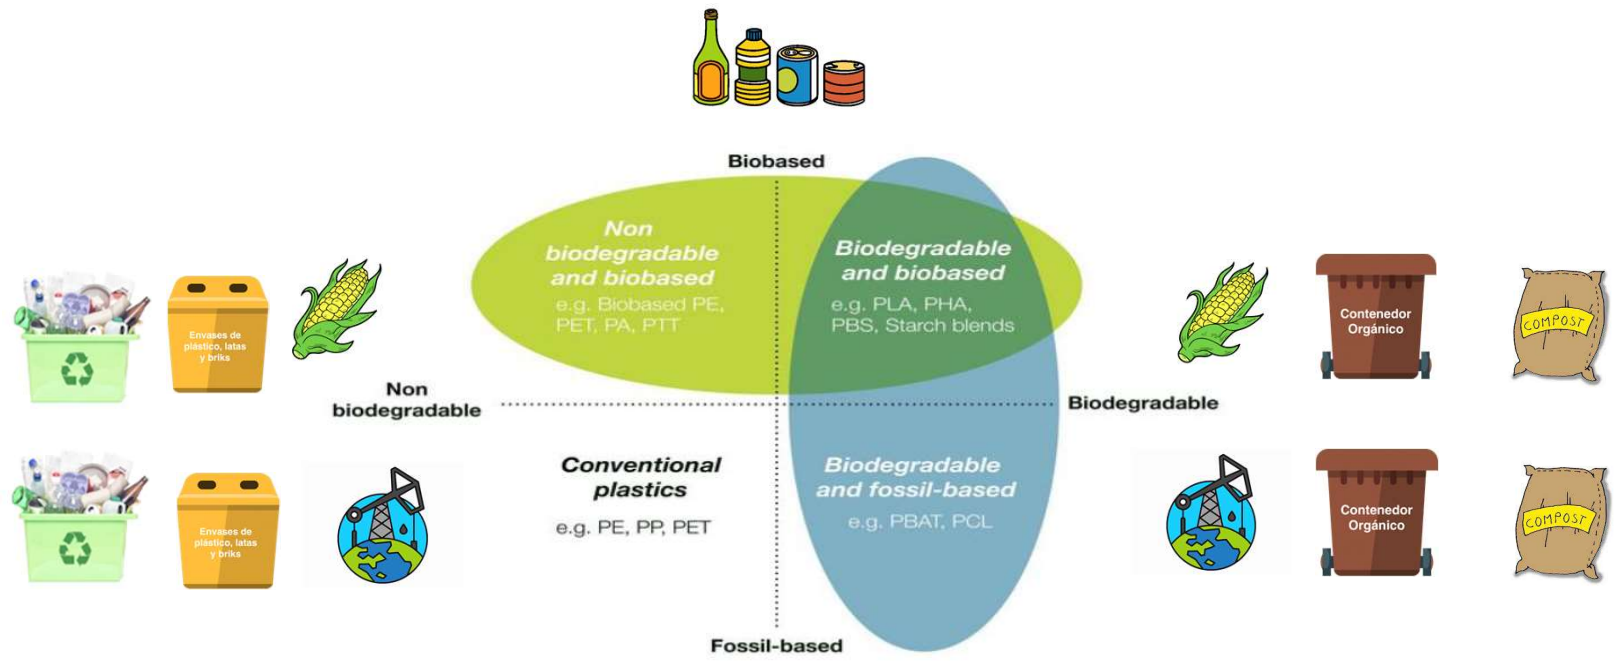 Biobased
Non
biodegradable
and biobased
e.g. Biobased PE,
PET, PA, PTT
Biodegradable
and biobased
e.g. PLA, PHA,
PBS, Starch blends
Envases de
plástico, latas
y briks
Contenedor
Orgánico
COMPOST
Non
biodegradable
Biodegradable
Conventional
plastics
e.g. PE, PP, PET
Biodegradable
and fossil-based
e.g. PBAT, PCL
Envases de
plástico, latas
y briks
Contenedor
Orgánico
COMPOST
Fossil-based